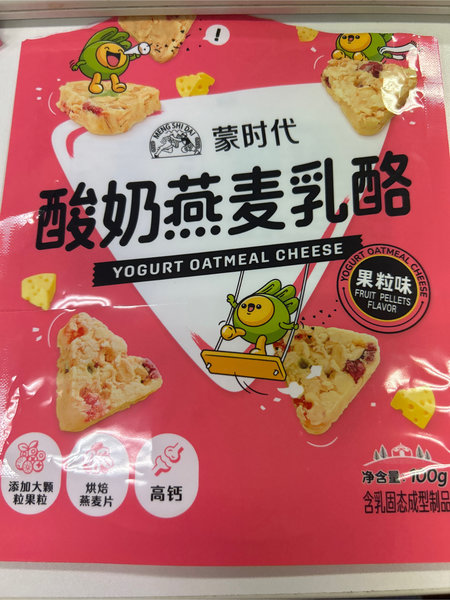 !
MENG SHI DAI
蒙时代
酸奶燕麦乳酪
YOGURT OATMEAL CHEESE
YOGURT OATMEAL CHEESE
果粒味
FRUIT PELLETS
FLAVOR
添加大颗
粒果粒
烘焙
燕麦片
高钙
净含量: 100g
含乳固态成型制品